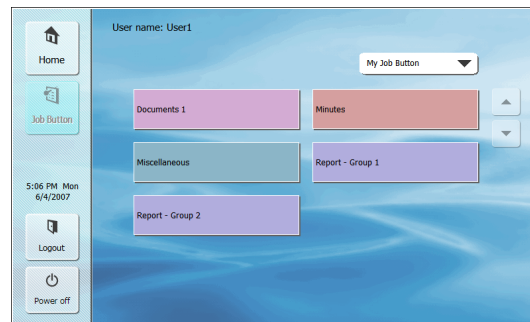 User name: User1
Home
My Job Button
Job Button
Documents 1
Minutes
Miscellaneous
Report - Group 1
5:06 PM Mon
6/4/2007
Report - Group 2
Logout
Power off